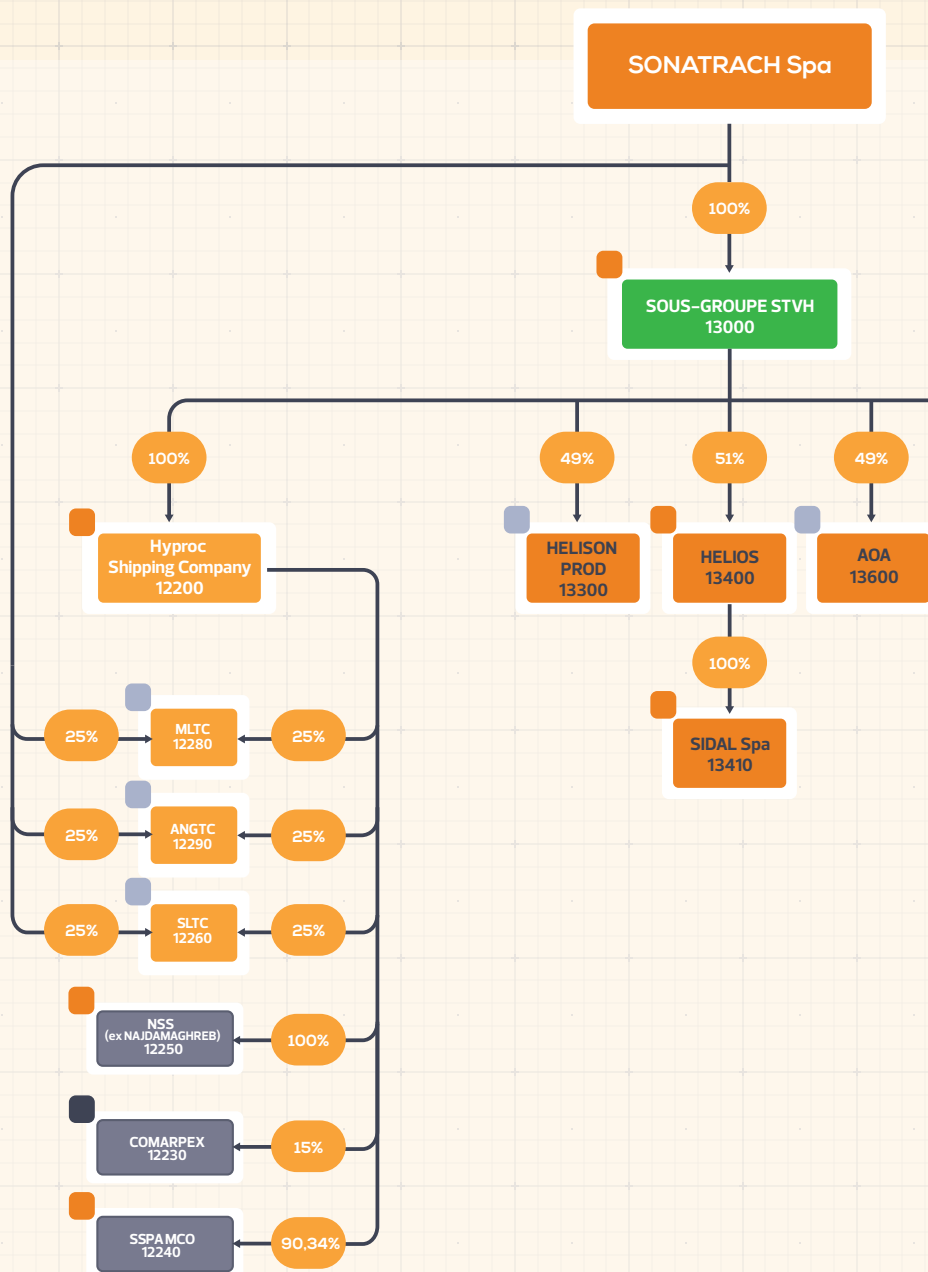 SONATRACH Spa
100%
SOUS-GROUPE STVH
13000
100%
49%
51%
49%
Hyproc
Shipping Company
12200
HELISON
PROD
13300
HELIOS
13400
AOA
13600
100%
SIDAL Spa
13410
25%
MLTC
12280
25%
25%
ANGTC
12290
25%
25%
SLTC
12260
25%
NSS
(ex NAJDAMAGHREB)
12250
100%
COMARPEX
12230
15%
SSPA MCO
12240
90,34%